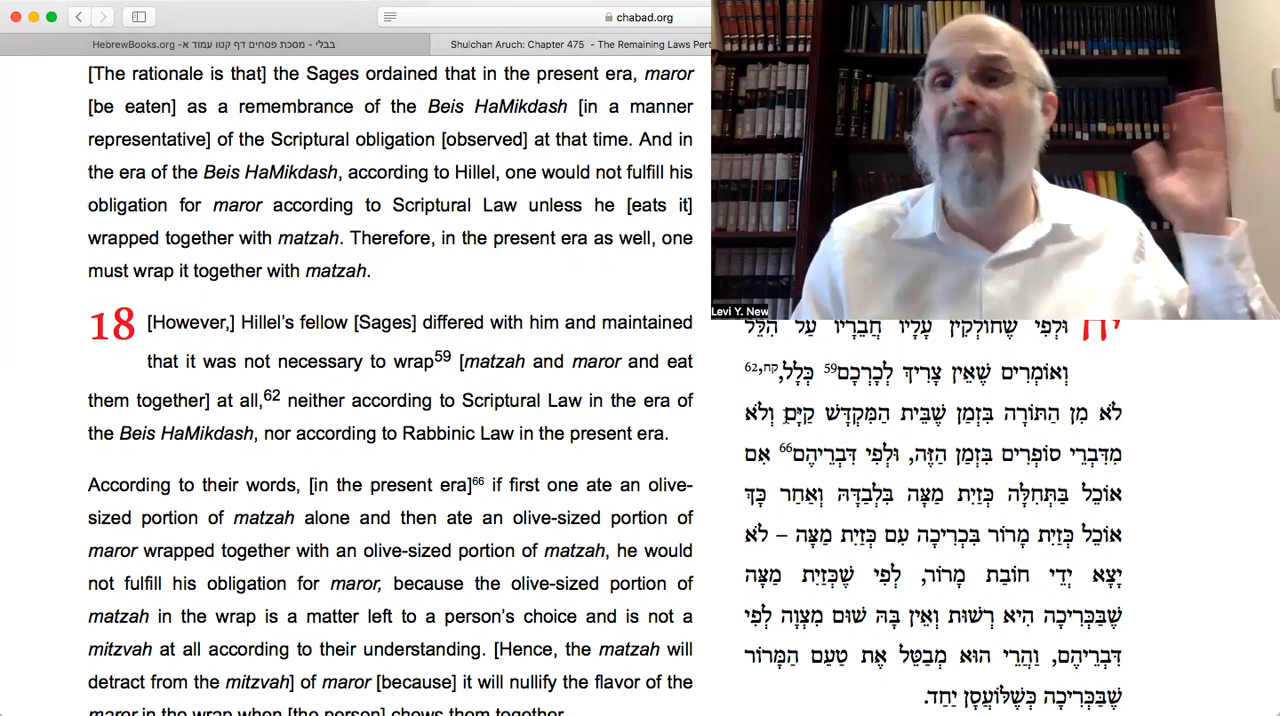 chabad.org
HebrewBooks.org -בבלי - מסכת פסחים דף קטו עמוד א
Shulchan Aruch, Chapter 475 - The Remaining Laws Pert
[The rationale is that] the Sages ordained that in the present era, maror
[be eaten] as a remembrance of the Beis HaMikdash [in a manner
representative] of the Scriptural obligation [observed] at that time. And in
the era of the Beis HaMikdash, according to Hillel, one would not fulfill his
obligation for maror according to Scriptural Law unless he [eats it]
wrapped together with matzah. Therefore, in the present era as well, one
must wrap it together with matzah.
18 [However,] Hillel's fellow [Sages] differed with him and maintained
that it was not necessary to wrap59 [matzah and maror and eat
them together] at all,62 neither according to Scriptural Law in the era of
the Beis HaMikdash, nor according to Rabbinic Law in the present era.
According to their words, [in the present era]66 if first one ate an olive-
sized portion of matzah alone and then ate an olive-sized portion of
maror wrapped together with an olive-sized portion of matzah, he would
not fulfill his obligation for maror, because the olive-sized portion of
matzah in the wrap is a matter left to a person's choice and is not a
mitzvah at all according to their understanding. [Hence, the matzah will
detract from the mitzvah] of maror [because] it will nullify the flavor of the
maror in the wrap when [the person] chews them together.
Levi Y. New
יח וּלְפִי שֶׁחוֹלְקִין עָלָיו חֲבֵרָיו עַל הִלֵּל
וְאוֹמְרִים שֶׁאֵין צָרִיךְ לְכָרְכָם59 כְּלָל,קח,62
לֹא מִן הַתּוֹרָה בִּזְמַן שֶׁבֵּית הַמִּקְדָּשׁ קַיָּם וְלֹא
מִדִּבְרֵי סוֹפְרִים בִּזְמַן הַזֶּה, וּלְפִי דִּבְרֵיהֶם66 אִם
אוֹכֵל בַּתְּחִלָּה כְּזַיִת מַצָּה בִּלְבַדָּהּ וְאַחַר כָּךְ
אוֹכֵל כְּזַיִת מָרוֹר בִּכְרִיכָה עִם כְּזַיִת מַצָּה – לֹא
יָצָא יְדֵי חוֹבַת מָרוֹר, לְפִי שֶׁכְּזַיִת מַצָּה
שֶׁבַּכְּרִיכָה הִיא רְשׁוּת וְאֵין בָּהּ שׁוּם מִצְוָה לְפִי
דִּבְרֵיהֶם, וַהֲרֵי הוּא מְבַטֵּל אֶת טַעַם הַמָּרוֹר
שֶׁבַּכְּרִיכָה כְּשֶׁלּוֹעֲסָן יַחַד.